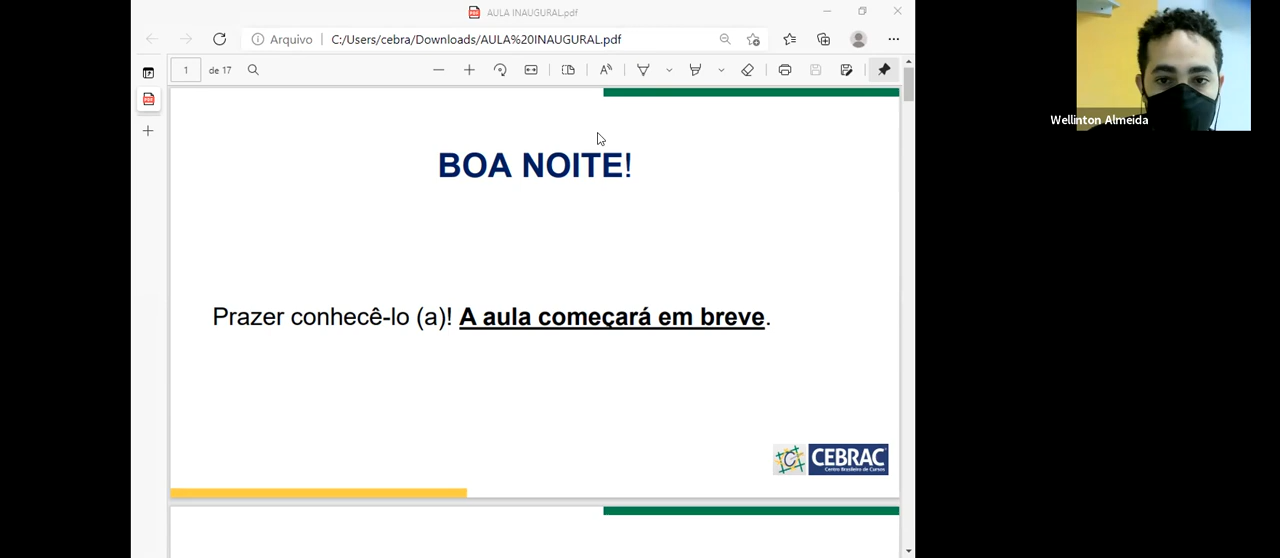 AULA INAUGURAL.pdf
Arquivo
C:/Users/cebra/Downloads/AULA%20INAUGURAL.pdf
1 de 17
BOA NOITE!
Prazer conhecê-lo (a)! A aula começará em breve.
CEBRAC
Centro Brasileiro de Cursos
Wellinton Almeida